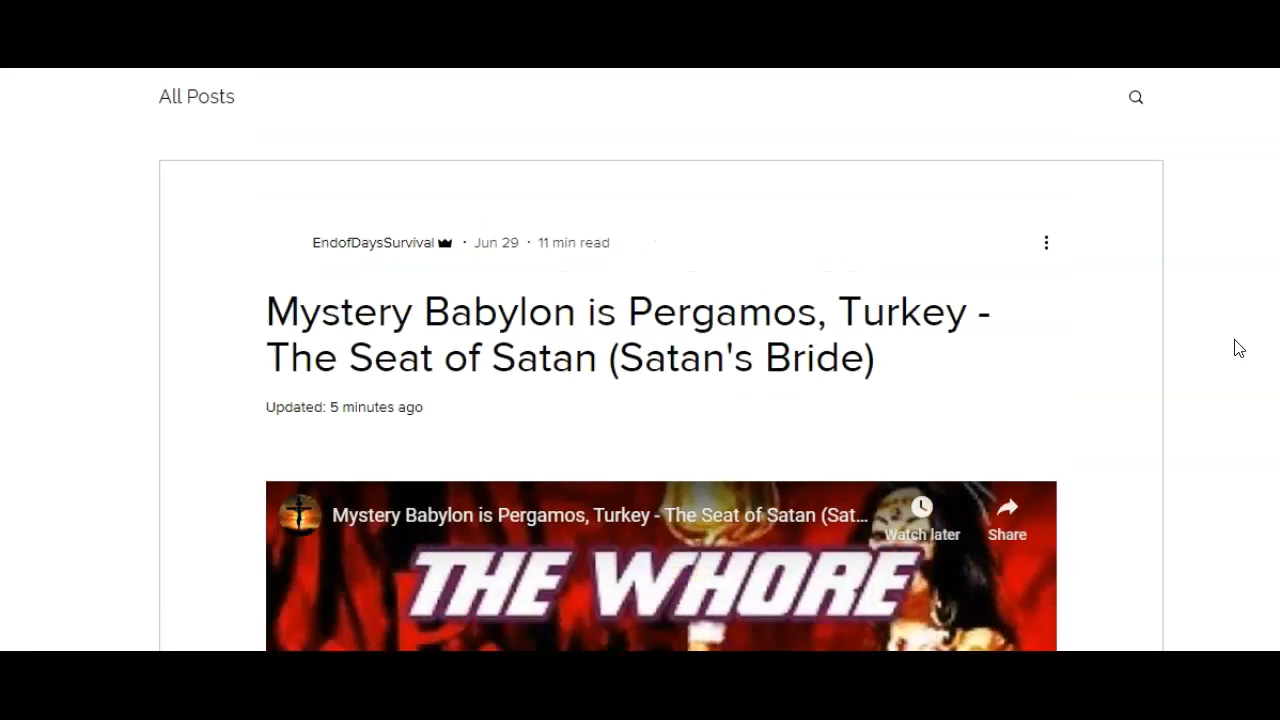 All Posts
EndofDaysSurvival · Jun 29 · 11 min read
Mystery Babylon is Pergamos, Turkey -
The Seat of Satan (Satan's Bride)
Updated: 5 minutes ago
Mystery Babylon is Pergamos, Turkey - The Seat of Satan (Sat...
Watch later
Share
THE WHORE